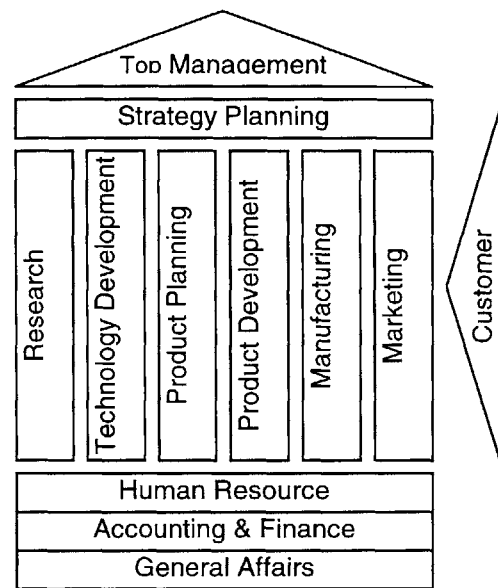 Top Management
Strategy Planning
Research
Technology Development
Product Planning
Product Development
Manufacturing
Marketing
Customer
Human Resource
Accounting & Finance
General Affairs